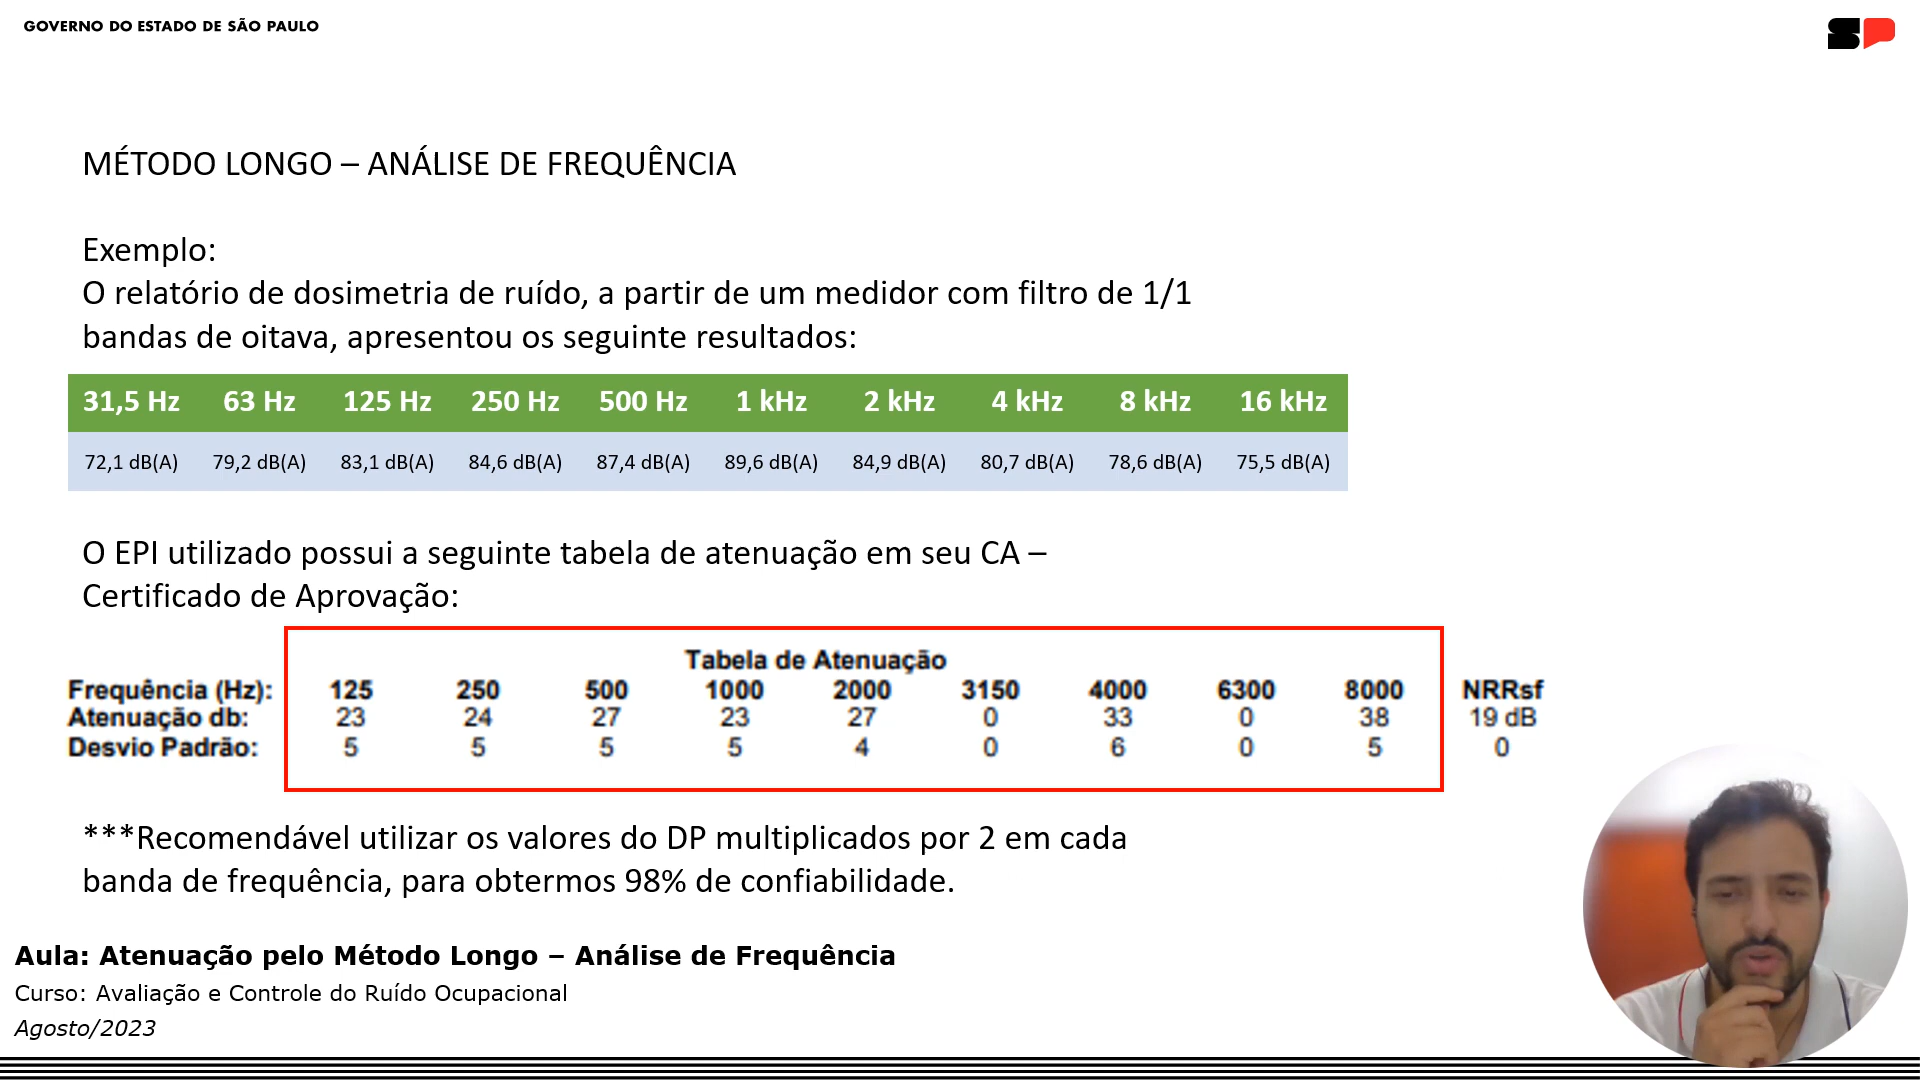 GOVERNO DO ESTADO DE SÃO PAULO
SP
MÉTODO LONGO – ANÁLISE DE FREQUÊNCIA
Exemplo:
O relatório de dosimetria de ruído, a partir de um medidor com filtro de 1/1
bandas de oitava, apresentou os seguinte resultados:
31,5 Hz 63 Hz 125 Hz 250 Hz 500 Hz 1 kHz 2 kHz 4 kHz 8 kHz 16 kHz
72,1 dB(A) 79,2 dB(A) 83,1 dB(A) 84,6 dB(A) 87,4 dB(A) 89,6 dB(A) 84,9 dB(A) 80,7 dB(A) 78,6 dB(A) 75,5 dB(A)
O EPI utilizado possui a seguinte tabela de atenuação em seu CA –
Certificado de Aprovação:
Tabela de Atenuação
Frequência (Hz): 125 250 500 1000 2000 3150 4000 6300 8000 NRRsf
Atenuação db: 23 24 27 23 27 0 33 0 38 19 dB
Desvio Padrão: 5 5 5 5 4 0 6 0 5 0
***Recomendável utilizar os valores do DP multiplicados por 2 em cada
banda de frequência, para obtermos 98% de confiabilidade.
Aula: Atenuação pelo Método Longo – Análise de Frequência
Curso: Avaliação e Controle do Ruído Ocupacional
Agosto/2023